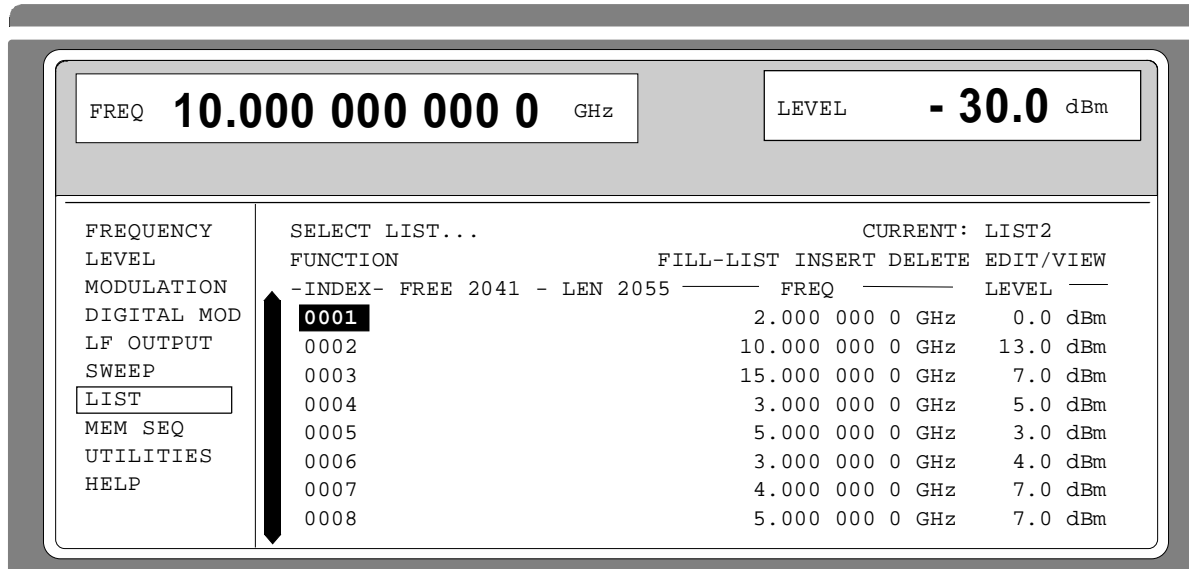 FREQ 10.000 000 000 0 GHz LEVEL - 30.0 dBm
FREQUENCY
LEVEL
MODULATION
DIGITAL MOD
LF OUTPUT
SWEEP
LIST
MEM SEQ
UTILITIES
HELP
SELECT LIST... CURRENT: LIST2
FUNCTION FILL-LIST INSERT DELETE EDIT/VIEW
-INDEX- FREE 2041 - LEN 2055 FREQ LEVEL
0001 2.000 000 0 GHz 0.0 dBm
0002 10.000 000 0 GHz 13.0 dBm
0003 15.000 000 0 GHz 7.0 dBm
0004 3.000 000 0 GHz 5.0 dBm
0005 5.000 000 0 GHz 3.0 dBm
0006 3.000 000 0 GHz 4.0 dBm
0007 4.000 000 0 GHz 7.0 dBm
0008 5.000 000 0 GHz 7.0 dBm